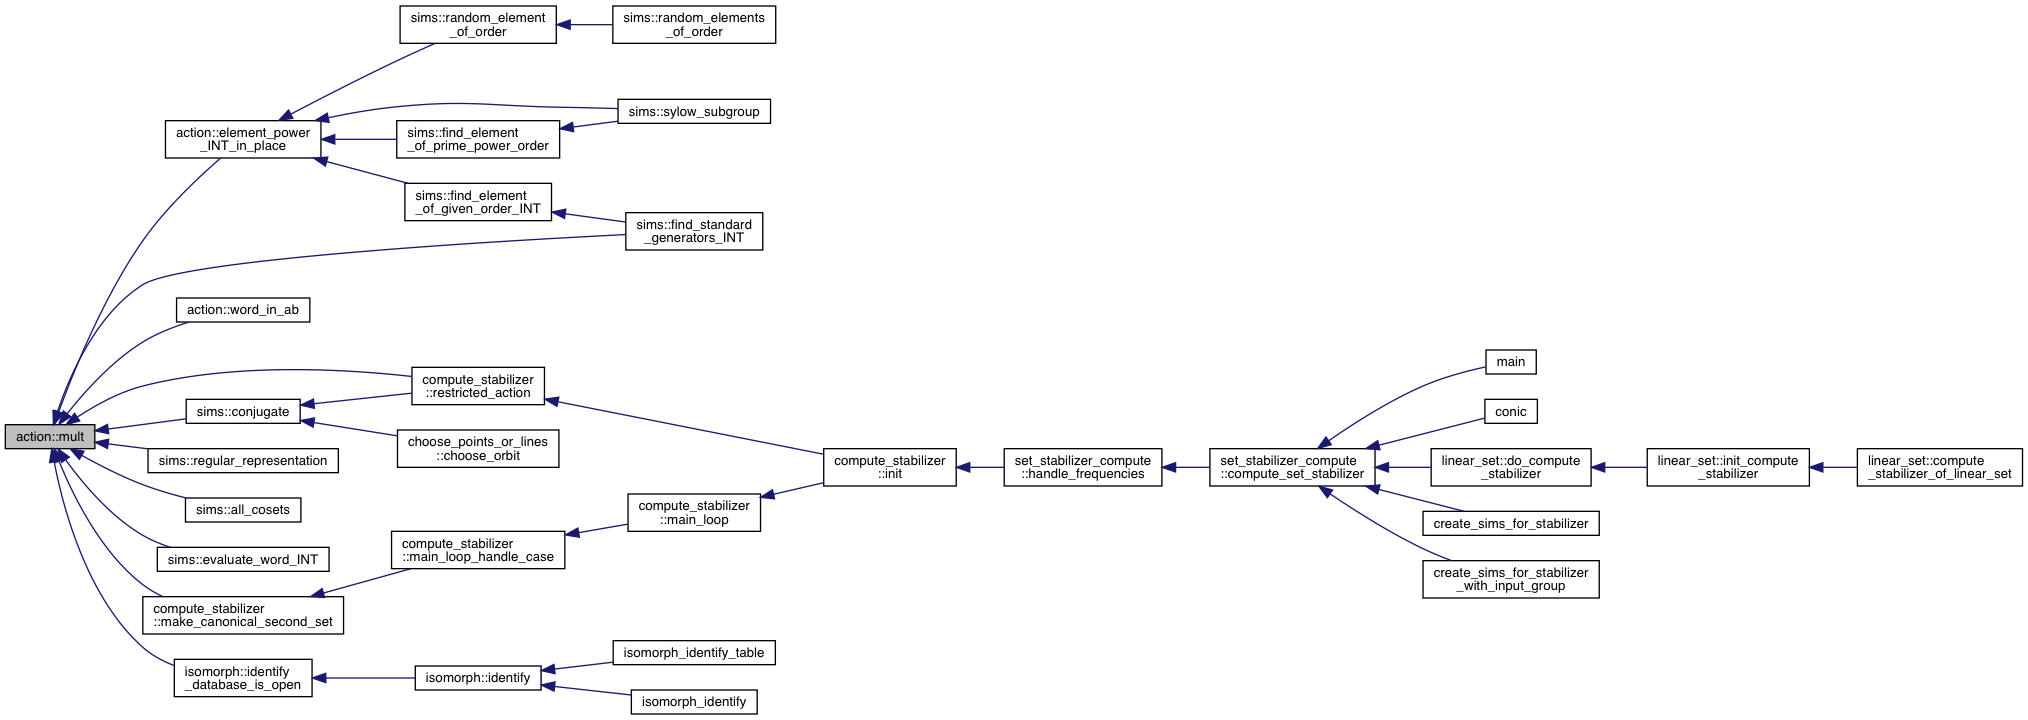 sims::random_element
_of_order
sims::random_elements
_of_order
sims::sylow_subgroup
action::element_power
_INT_in_place
sims::find_element
_of_prime_power_order
sims::find_element
_of_given_order_INT
sims::find_standard
_generators_INT
action::word_in_ab
main
compute_stabilizer
::restricted_action
sims::conjugate
conic
action::mult
choose_points_or_lines
::choose_orbit
sims::regular_representation
compute_stabilizer
::init
set_stabilizer_compute
::handle_frequencies
set_stabilizer_compute
::compute_set_stabilizer
linear_set::do_compute
_stabilizer
linear_set::init_compute
_stabilizer
linear_set::compute
_stabilizer_of_linear_set
sims::all_cosets
compute_stabilizer
::main_loop
create_sims_for_stabilizer
compute_stabilizer
::main_loop_handle_case
sims::evaluate_word_INT
create_sims_for_stabilizer
_with_input_group
compute_stabilizer
::make_canonical_second_set
isomorph_identify_table
isomorph::identify
_database_is_open
isomorph::identify
isomorph_identify